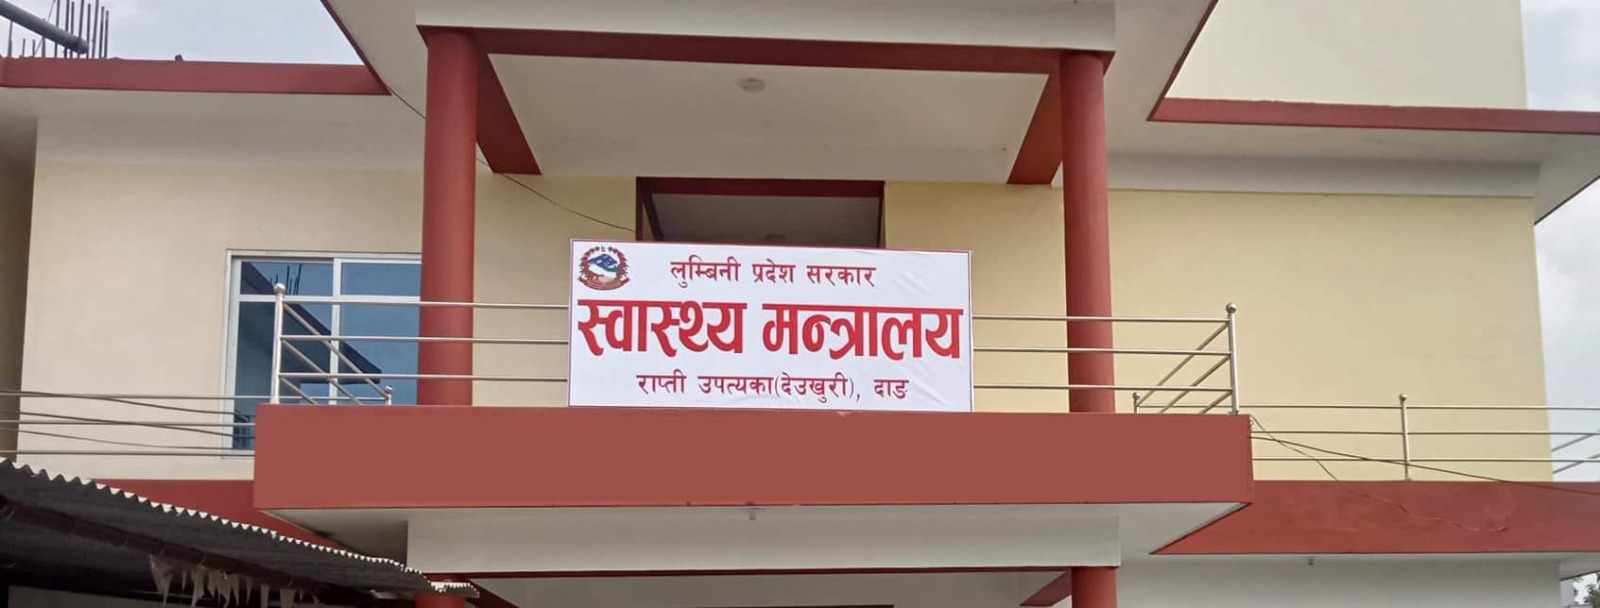 लुम्बिनी प्रदेश सरकार
स्वास्थ्य मन्त्रालय
राप्ती उपत्यका(देउखुरी), दाङ